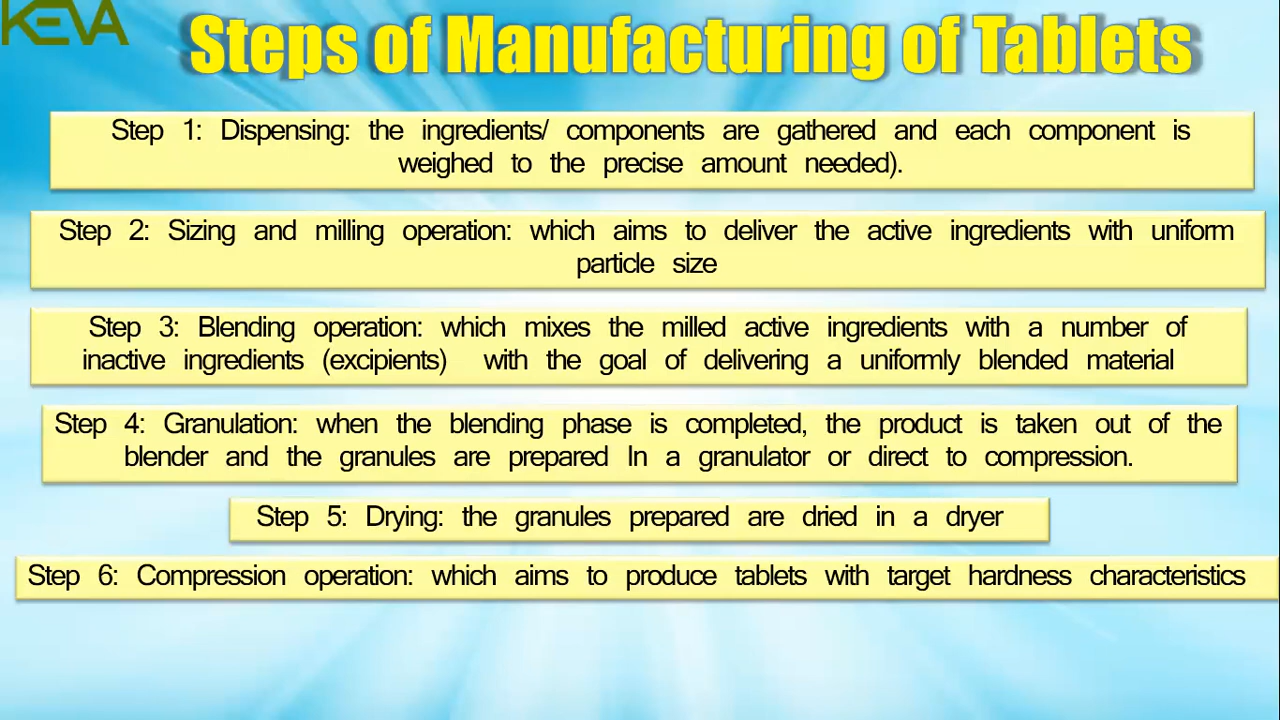 KEVA
Steps of Manufacturing of Tablets
Step 1: Dispensing: the ingredients/ components are gathered and each component is
weighed to the precise amount needed).
Step 2: Sizing and milling operation: which aims to deliver the active ingredients with uniform
particle size
Step 3: Blending operation: which mixes the milled active ingredients with a number of
inactive ingredients (excipients) with the goal of delivering a uniformly blended material
Step 4: Granulation: when the blending phase is completed, the product is taken out of the
blender and the granules are prepared In a granulator or direct to compression.
Step 5: Drying: the granules prepared are dried in a dryer
Step 6: Compression operation: which aims to produce tablets with target hardness characteristics